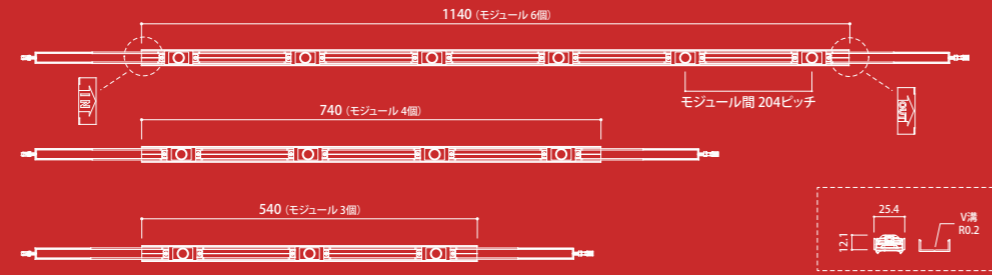 1140 (モジュール 6個)
IN
モジュール間 204ピッチ
OUT
740 (モジュール 4個)
540 (モジュール 3個)
25.4
12.1
V溝
R0.2